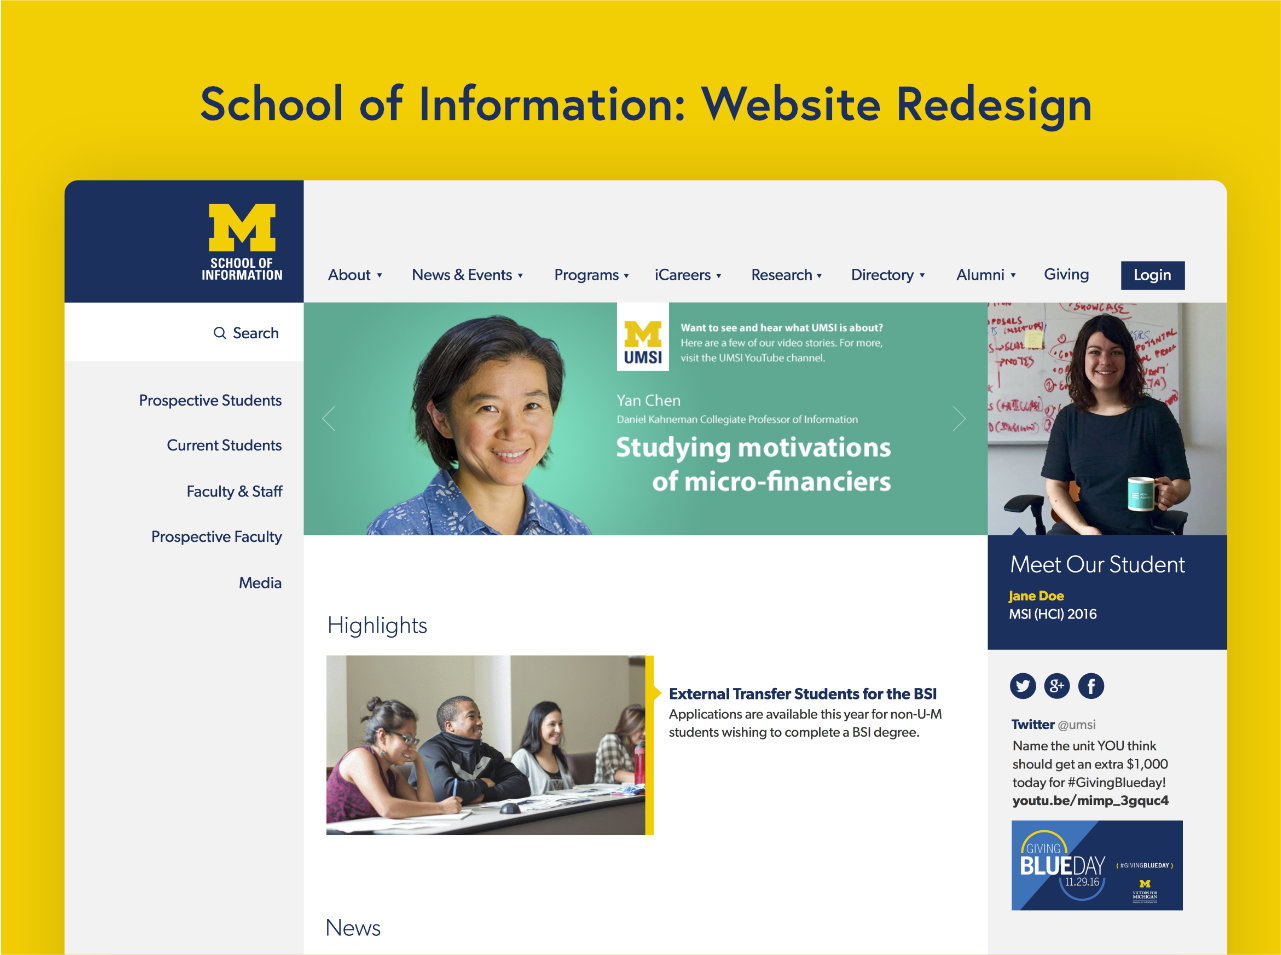 School of Information: Website Redesign
M
SCHOOL OF
INFORMATION
About
News & Events
Programs
iCareers
Research
Directory
Alumni
Giving
Login
Search
Prospective Students
Current Students
Faculty & Staff
Prospective Faculty
Media
M
UMSI
Want to see and hear what UMSI is about?
Here are a few of our video stories. For more,
visit the UMSI YouTube channel.
Yan Chen
Daniel Kahneman Collegiate Professor of Information
Studying motivations
of micro-financiers
SHOWCASE
NOTES
Meet Our Student
Jane Doe
MSI (HCI) 2016
Highlights
External Transfer Students for the BSI
Applications are available this year for non-U-M
students wishing to complete a BSI degree.
g+
f
Twitter @umsi
Name the unit YOU think
should get an extra $1,000
today for #GivingBlueday!
youtu.be/mimp_3gquc4
GIVING
BLUEDAY
11.29.16
{ #GIVINGBLUEDAY }
M
VICTORS FOR
MICHIGAN
News